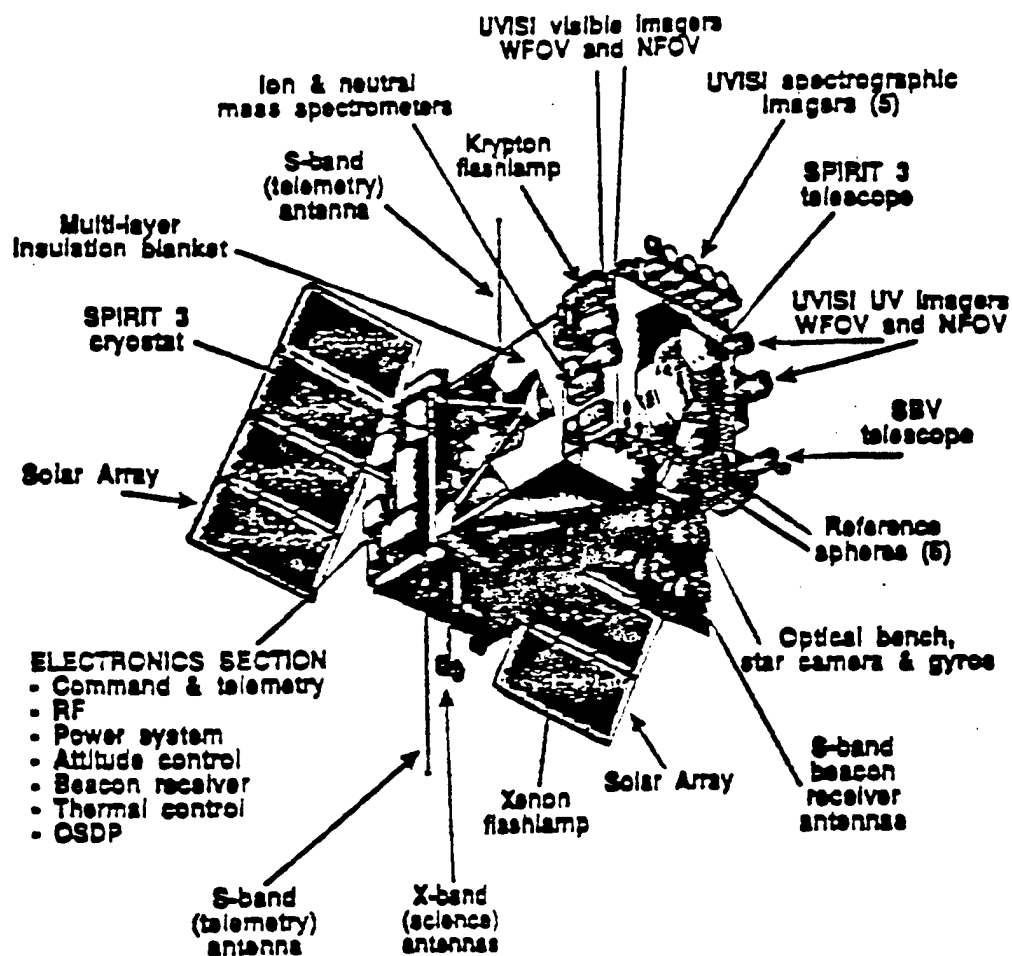 UVISI visible imagers
WFOV and NFOV
Ion & neutral
mass spectrometers
UVISI spectrographic
imagers (5)
Krypton
flashlamp
S-band
(telemetry)
antenna
SPIRIT 3
telescope
Multi-layer
insulation blanket
SPIRIT 3
cryostat
UVISI UV imagers
WFOV and NFOV
SBV
telescope
Solar Array
Reference
spheres (5)
Optical bench,
star camera & gyros
ELECTRONICS SECTION
- Command & telemetry
- RF
- Power system
- Attitude control
- Beacon receiver
- Thermal control
- OSDP
S-band
beacon
receiver
antennas
Solar Array
Xenon
flashlamp
S-band
(telemetry)
antenna
X-band
(science)
antennas